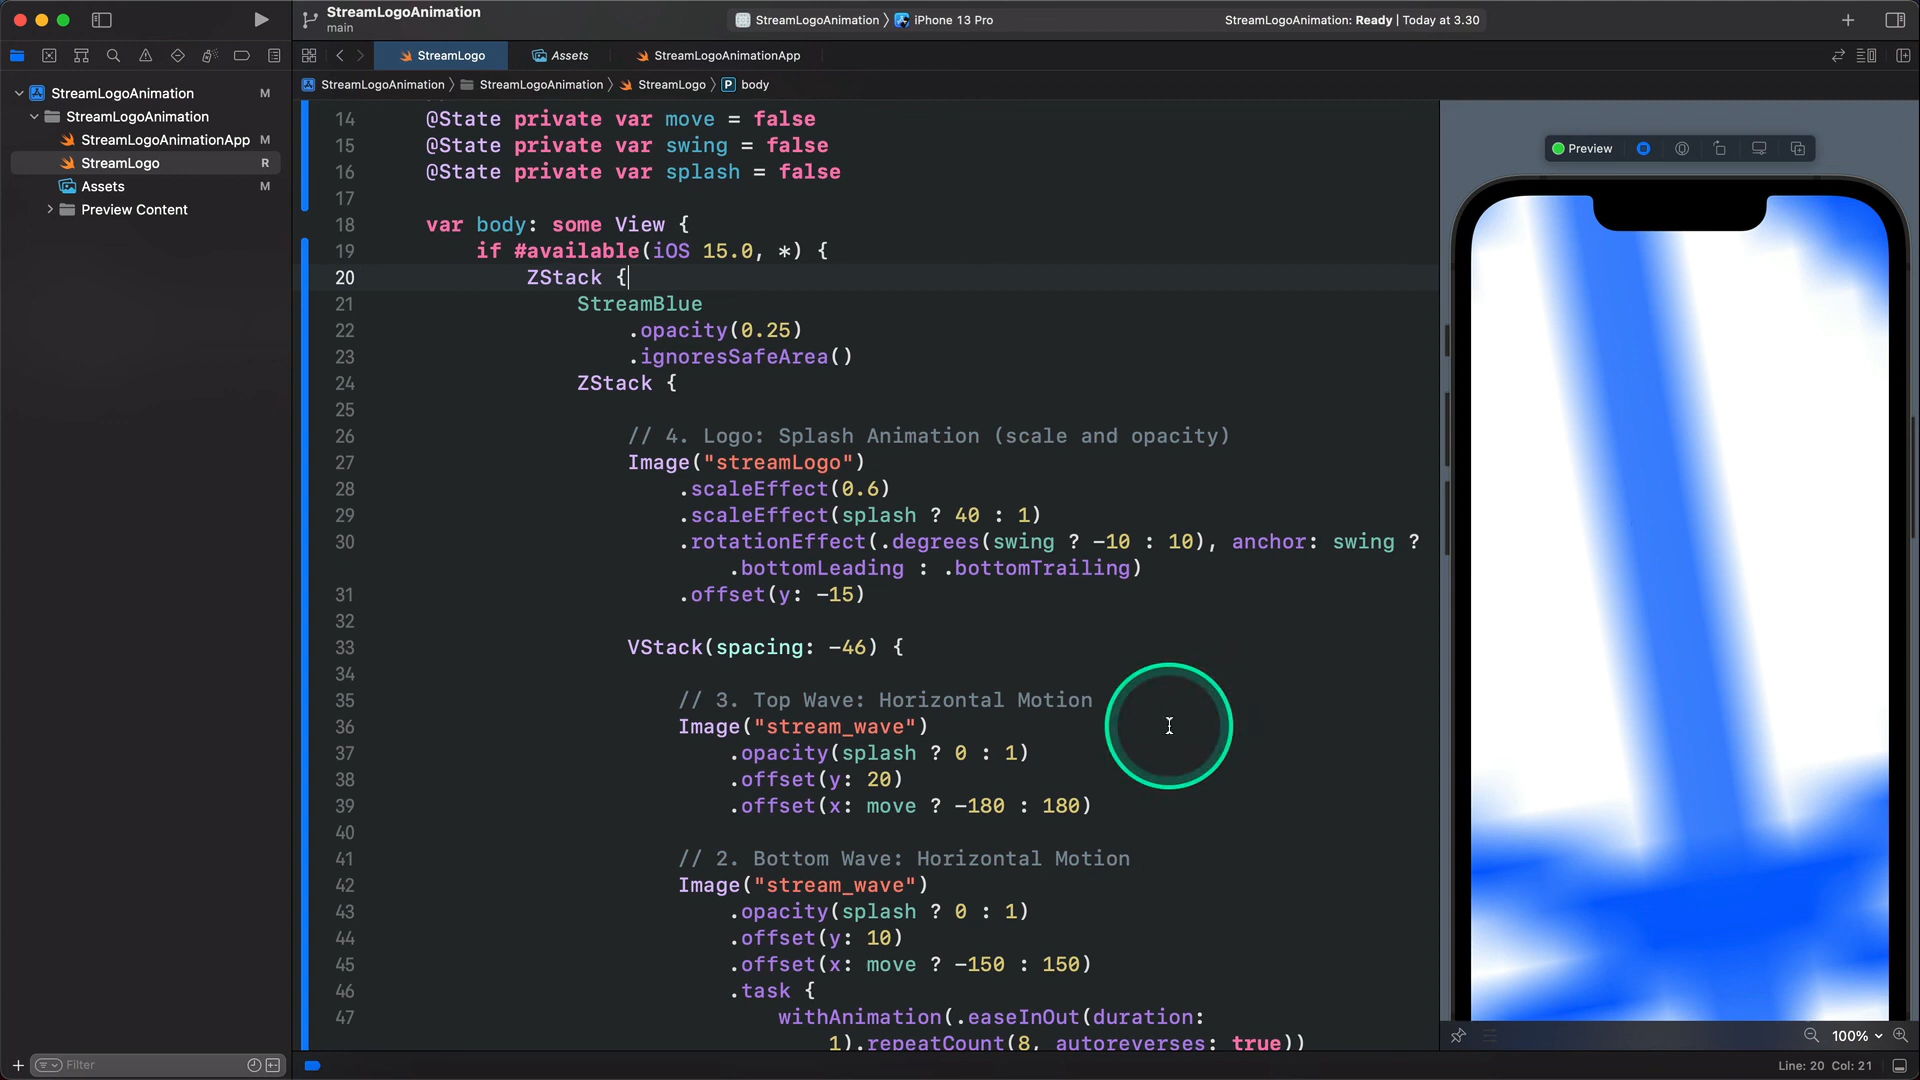 StreamLogoAnimation
main
StreamLogoAnimation 〉 iPhone 13 Pro
StreamLogoAnimation: Ready | Today at 3.30
StreamLogo
Assets
StreamLogoAnimationApp
StreamLogoAnimation 〉 StreamLogoAnimation 〉 StreamLogo 〉 P body
StreamLogoAnimation M
StreamLogoAnimation
StreamLogoAnimationApp M
StreamLogo R
Assets M
Preview Content
Filter
14 @State private var move = false
15 @State private var swing = false
16 @State private var splash = false
17
18 var body: some View {
19 if #available(iOS 15.0, *) {
20 ZStack {
21 StreamBlue
22 .opacity(0.25)
23 .ignoresSafeArea()
24 ZStack {
25
26 // 4. Logo: Splash Animation (scale and opacity)
27 Image("streamLogo")
28 .scaleEffect(0.6)
29 .scaleEffect(splash ? 40 : 1)
30 .rotationEffect(.degrees(swing ? -10 : 10), anchor: swing ?
.bottomLeading : .bottomTrailing)
31 .offset(y: -15)
32
33 VStack(spacing: -46) {
34
35 // 3. Top Wave: Horizontal Motion
36 Image("stream_wave")
37 .opacity(splash ? 0 : 1)
38 .offset(y: 20)
39 .offset(x: move ? -180 : 180)
40
41 // 2. Bottom Wave: Horizontal Motion
42 Image("stream_wave")
43 .opacity(splash ? 0 : 1)
44 .offset(y: 10)
45 .offset(x: move ? -150 : 150)
46 .task {
47 withAnimation(.easeInOut(duration:
1).repeatCount(8, autoreverses: true))
Preview
100%
Line: 20 Col: 21